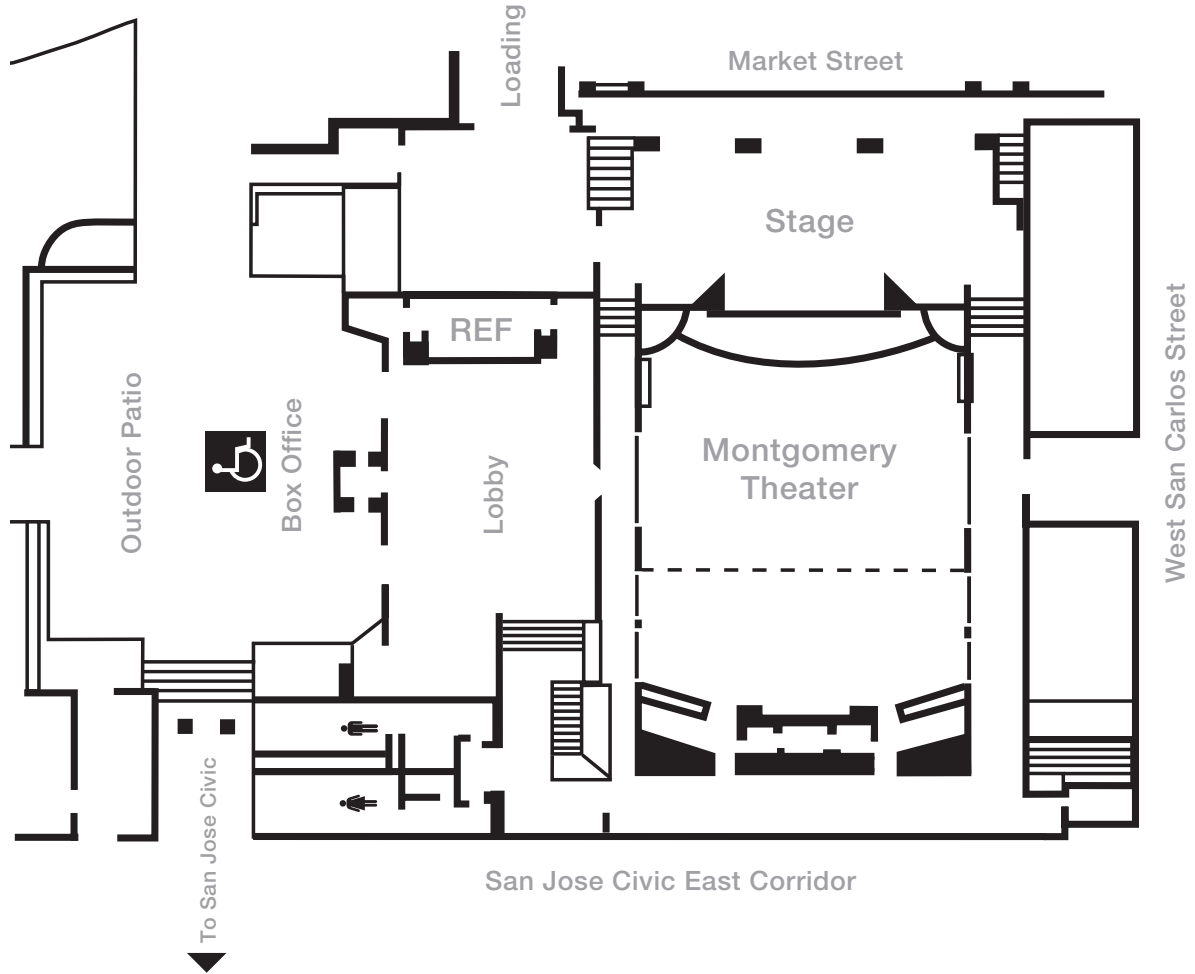 Loading
Market Street
Stage
REF
Outdoor Patio
Box Office
Lobby
Montgomery
Theater
West San Carlos Street
To San Jose Civic
San Jose Civic East Corridor